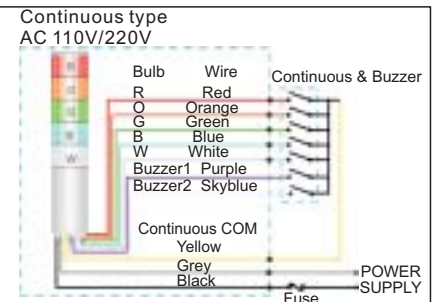 Continuous type
AC 110V/220V
Bulb Wire
Continuous & Buzzer
R Red
O Orange
G Green
B Blue
W White
Buzzer1 Purple
Buzzer2 Skyblue
Continuous COM
Yellow
Grey
Black
POWER
SUPPLY
Fuse
W